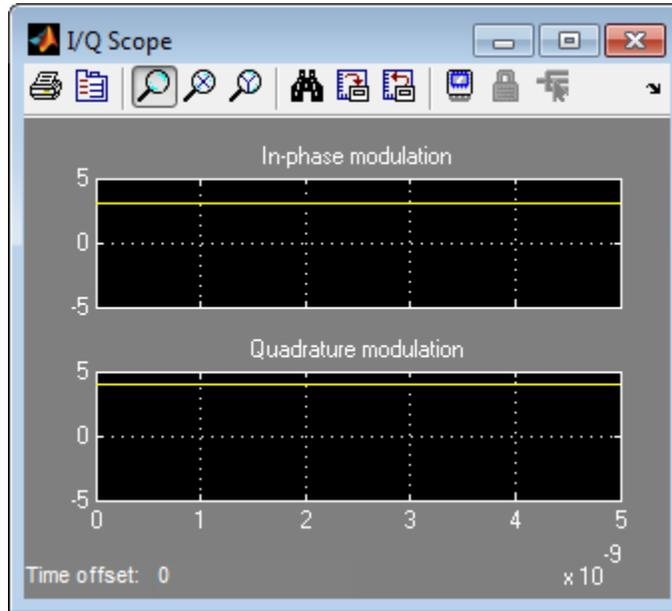 I/Q Scope
In-phase modulation
5
0
-5
Quadrature modulation
5
0
-5
0 1 2 3 4 5
Time offset: 0
x 10^-9